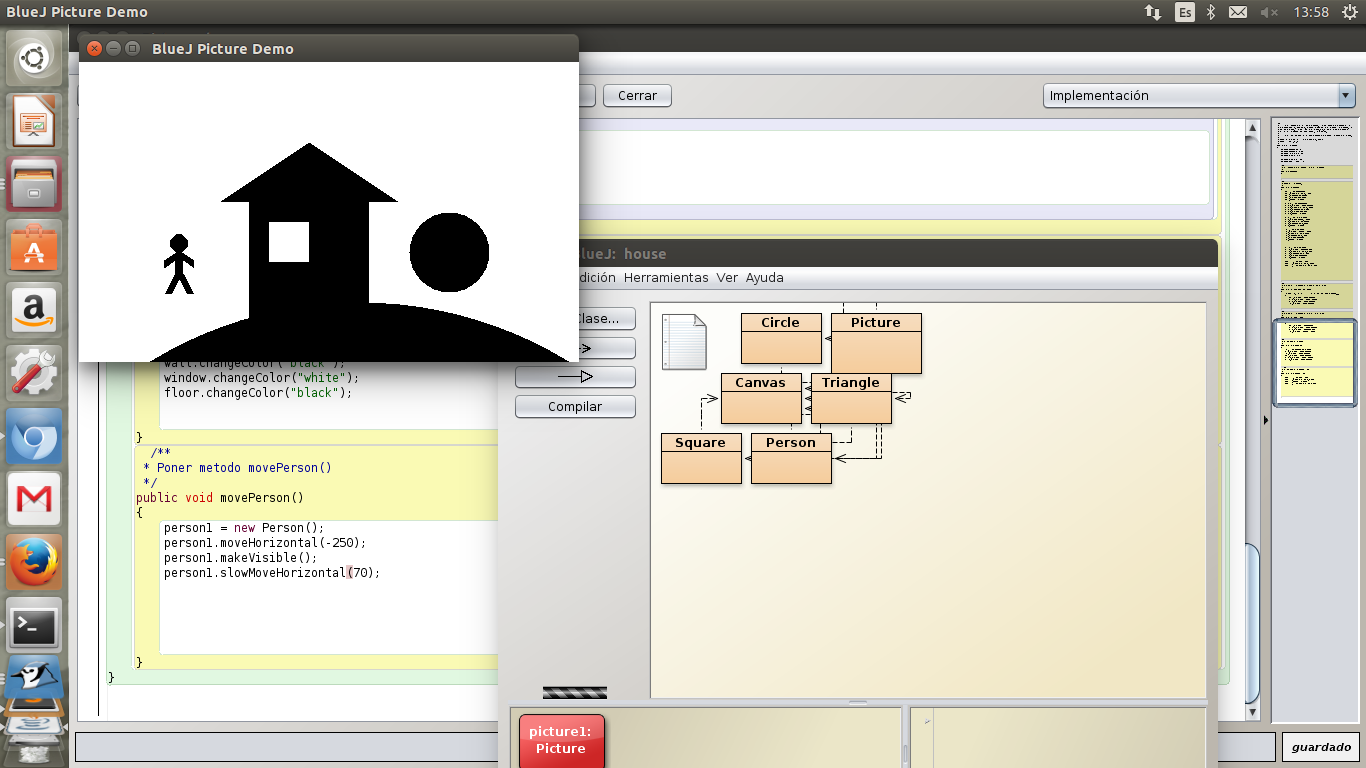 BlueJ Picture Demo
Es
13:58
BlueJ Picture Demo
Cerrar
Implementación
wall.changeColor("black");
window.changeColor("white");
floor.changeColor("black");
}
/**
* Poner metodo movePerson()
*/
public void movePerson()
{
person1 = new Person();
person1.moveHorizontal(-250);
person1.makeVisible();
person1.slowMoveHorizontal(70);
}
}
BlueJ: house
dición Herramientas Ver Ayuda
Clase...
Compilar
Circle
Picture
Canvas
Triangle
Square
Person
picture1:
Picture
guardado